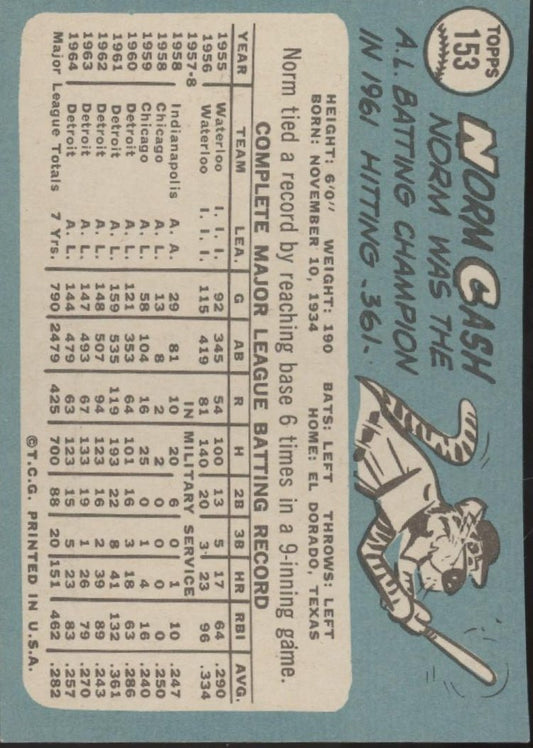 TOPPS
153
NORM CASH
NORM WAS THE
A.L. BATTING CHAMPION
IN 1961 HITTING .361.
HEIGHT: 6'0" WEIGHT: 190 BATS: LEFT THROWS: LEFT
BORN: NOVEMBER 10, 1934 HOME: EL DORADO, TEXAS
Norm tied a record by reaching base 6 times in a 9-inning game.
COMPLETE MAJOR LEAGUE BATTING RECORD
YEAR TEAM LEA. G AB R H 2B 3B HR RBI AVG.
1955 Waterloo I. I. I. 92 345 54 100 13 5 17 64 .290
1956 Waterloo I. I. I. 115 419 81 140 20 3 23 96 .334
1957-8 IN MILITARY SERVICE
1958 Indianapolis A. A. 29 81 10 20 6 0 1 10 .247
1958 Chicago A. L. 13 8 2 2 0 0 0 0 .250
1959 Chicago A. L. 58 104 16 25 0 1 4 16 .240
1960 Detroit A. L. 121 353 64 101 16 3 18 63 .286
1961 Detroit A. L. 159 535 119 193 22 8 41 132 .361
1962 Detroit A. L. 148 507 94 123 16 2 39 89 .243
1963 Detroit A. L. 147 493 67 133 19 1 26 79 .270
1964 Detroit A. L. 144 479 63 123 15 5 23 83 .257
Major League Totals 7 Yrs. 790 2479 425 700 88 20 151 462 .282
©T.C.G. PRINTED IN U.S.A.